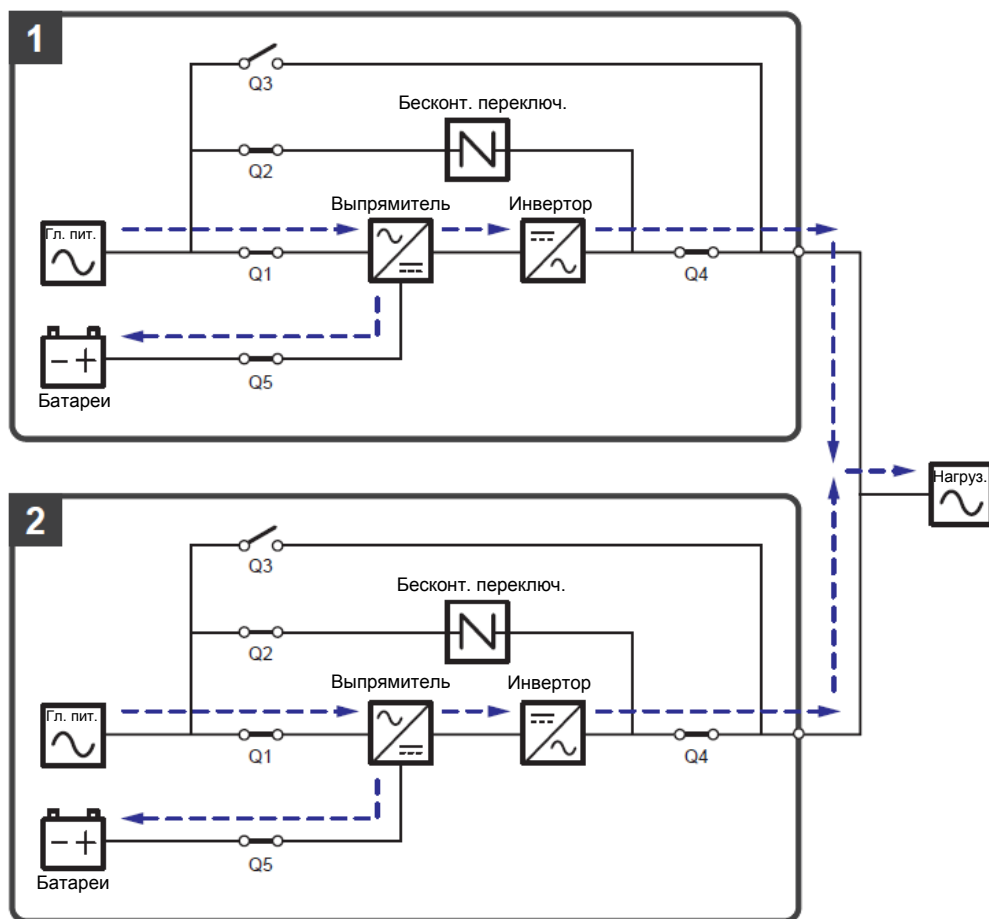 1
Q3
Бесконт. переключ.
Q2
Выпрямитель
Инвертор
Гл. пит.
Q1
Q4
Q5
Батареи
Нагруз.
2
Q3
Бесконт. переключ.
Q2
Выпрямитель
Инвертор
Гл. пит.
Q1
Q4
Q5
Батареи